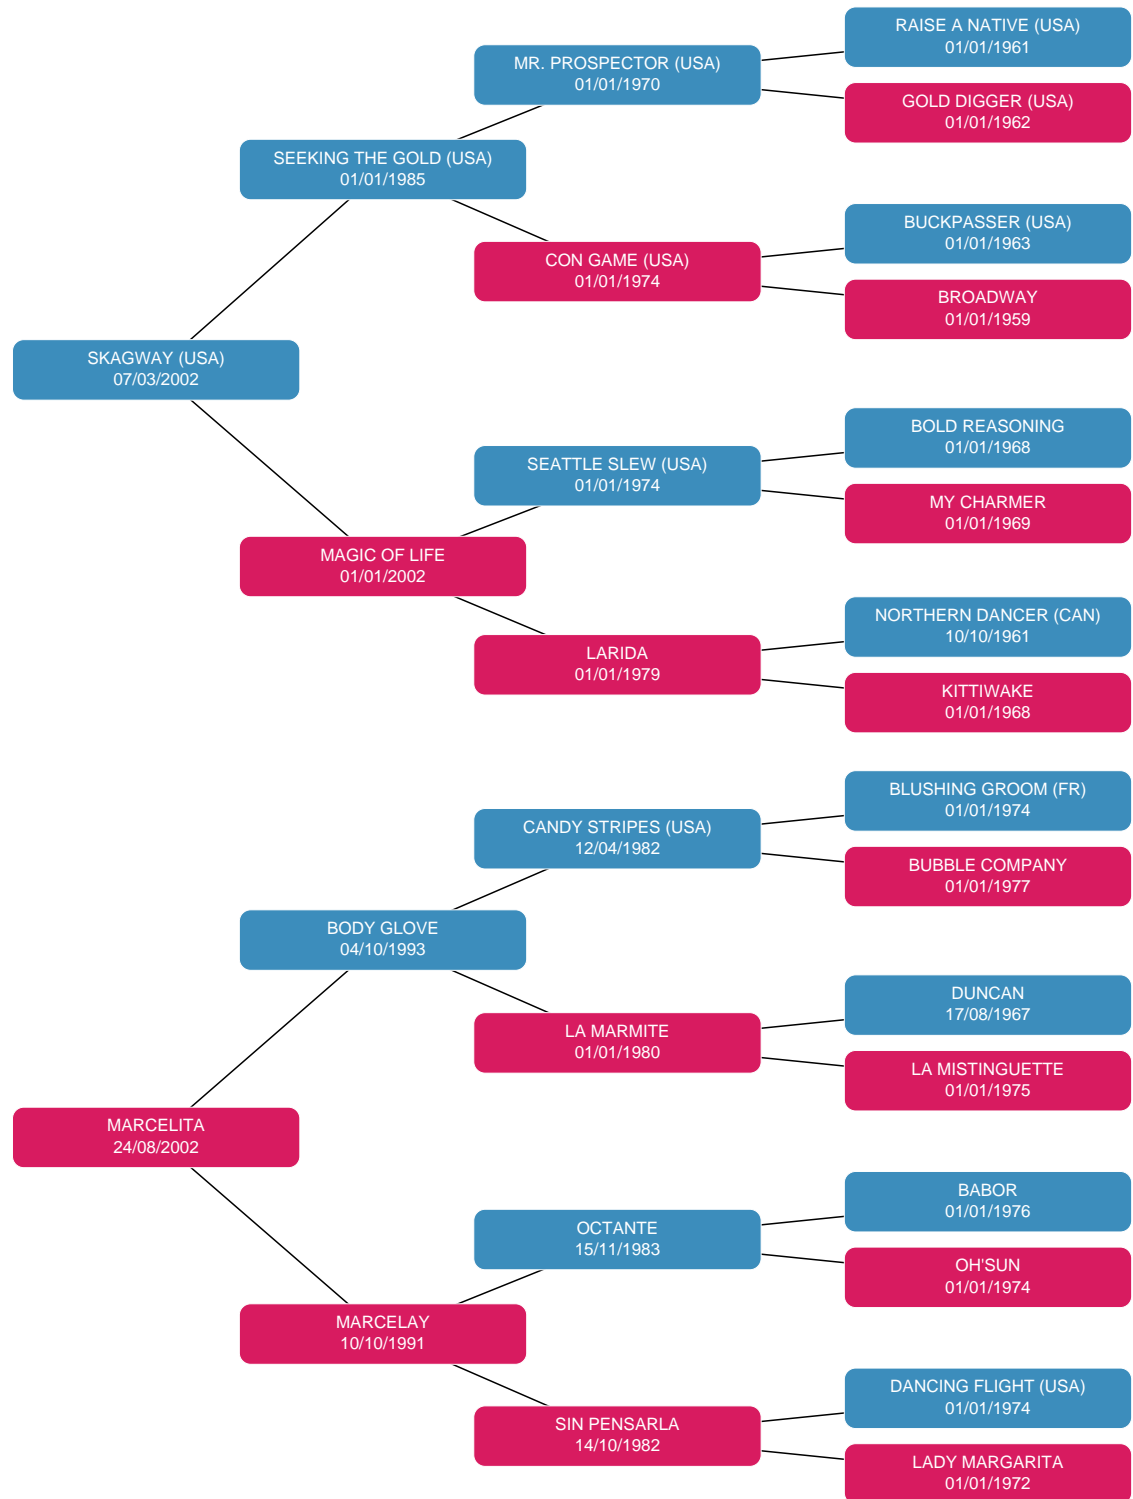 RAISE A NATIVE (USA)
01/01/1961
MR. PROSPECTOR (USA)
01/01/1970
GOLD DIGGER (USA)
01/01/1962
SEEKING THE GOLD (USA)
01/01/1985
BUCKPASSER (USA)
01/01/1963
CON GAME (USA)
01/01/1974
BROADWAY
01/01/1959
SKAGWAY (USA)
07/03/2002
BOLD REASONING
01/01/1968
SEATTLE SLEW (USA)
01/01/1974
MY CHARMER
01/01/1969
MAGIC OF LIFE
01/01/2002
NORTHERN DANCER (CAN)
10/10/1961
LARIDA
01/01/1979
KITTIWAKE
01/01/1968
BLUSHING GROOM (FR)
01/01/1974
CANDY STRIPES (USA)
12/04/1982
BUBBLE COMPANY
01/01/1977
BODY GLOVE
04/10/1993
DUNCAN
17/08/1967
LA MARMITE
01/01/1980
LA MISTINGUETTE
01/01/1975
MARCELITA
24/08/2002
BABOR
01/01/1976
OCTANTE
15/11/1983
OH'SUN
01/01/1974
MARCELAY
10/10/1991
DANCING FLIGHT (USA)
01/01/1974
SIN PENSARLA
14/10/1982
LADY MARGARITA
01/01/1972